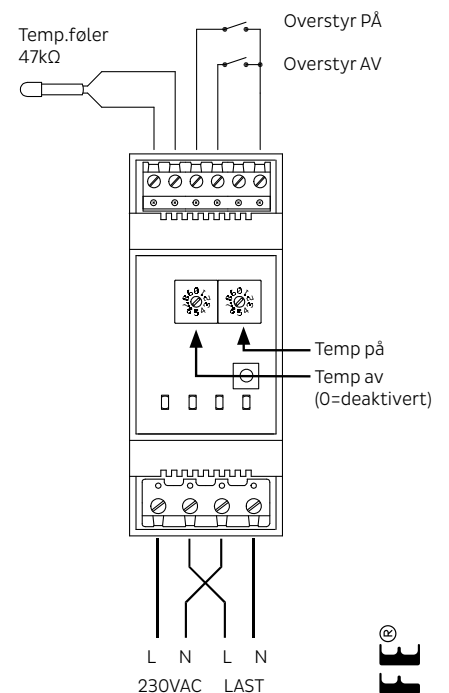 Overstyr PÅ
Temp.føler
47kΩ
Overstyr AV
Temp på
Temp av
(0=deaktivert)
L N L N
230VAC LAST